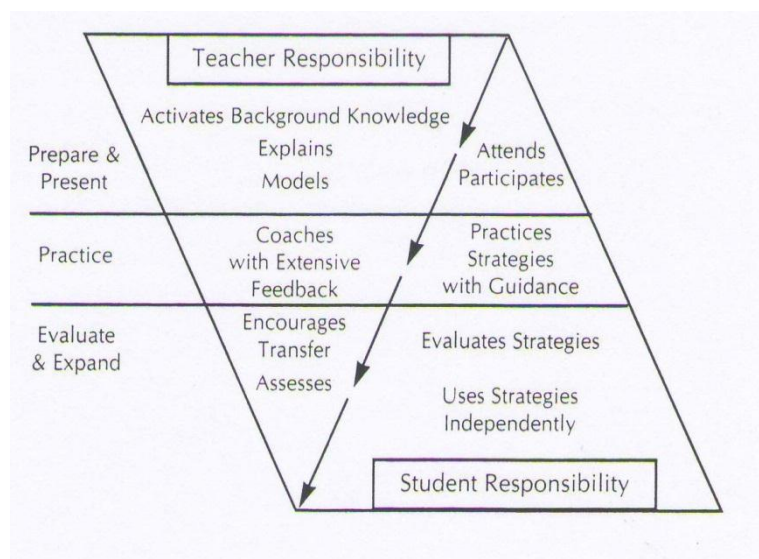 Teacher Responsibility
Activates Background Knowledge
Explains
Models
Prepare &
Present
Attends
Participates
Practice
Coaches
with Extensive
Feedback
Practices
Strategies
with Guidance
Evaluate
& Expand
Encourages
Transfer
Assesses
Evaluates Strategies
Uses Strategies
Independently
Student Responsibility